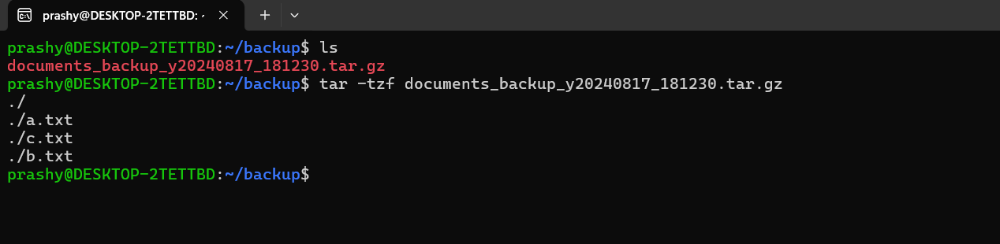 prashy@DESKTOP-2TETTBD: ~
prashy@DESKTOP-2TETTBD:~/backup$ ls
documents_backup_y20240817_181230.tar.gz
prashy@DESKTOP-2TETTBD:~/backup$ tar -tzf documents_backup_y20240817_181230.tar.gz
./
./a.txt
./c.txt
./b.txt
prashy@DESKTOP-2TETTBD:~/backup$